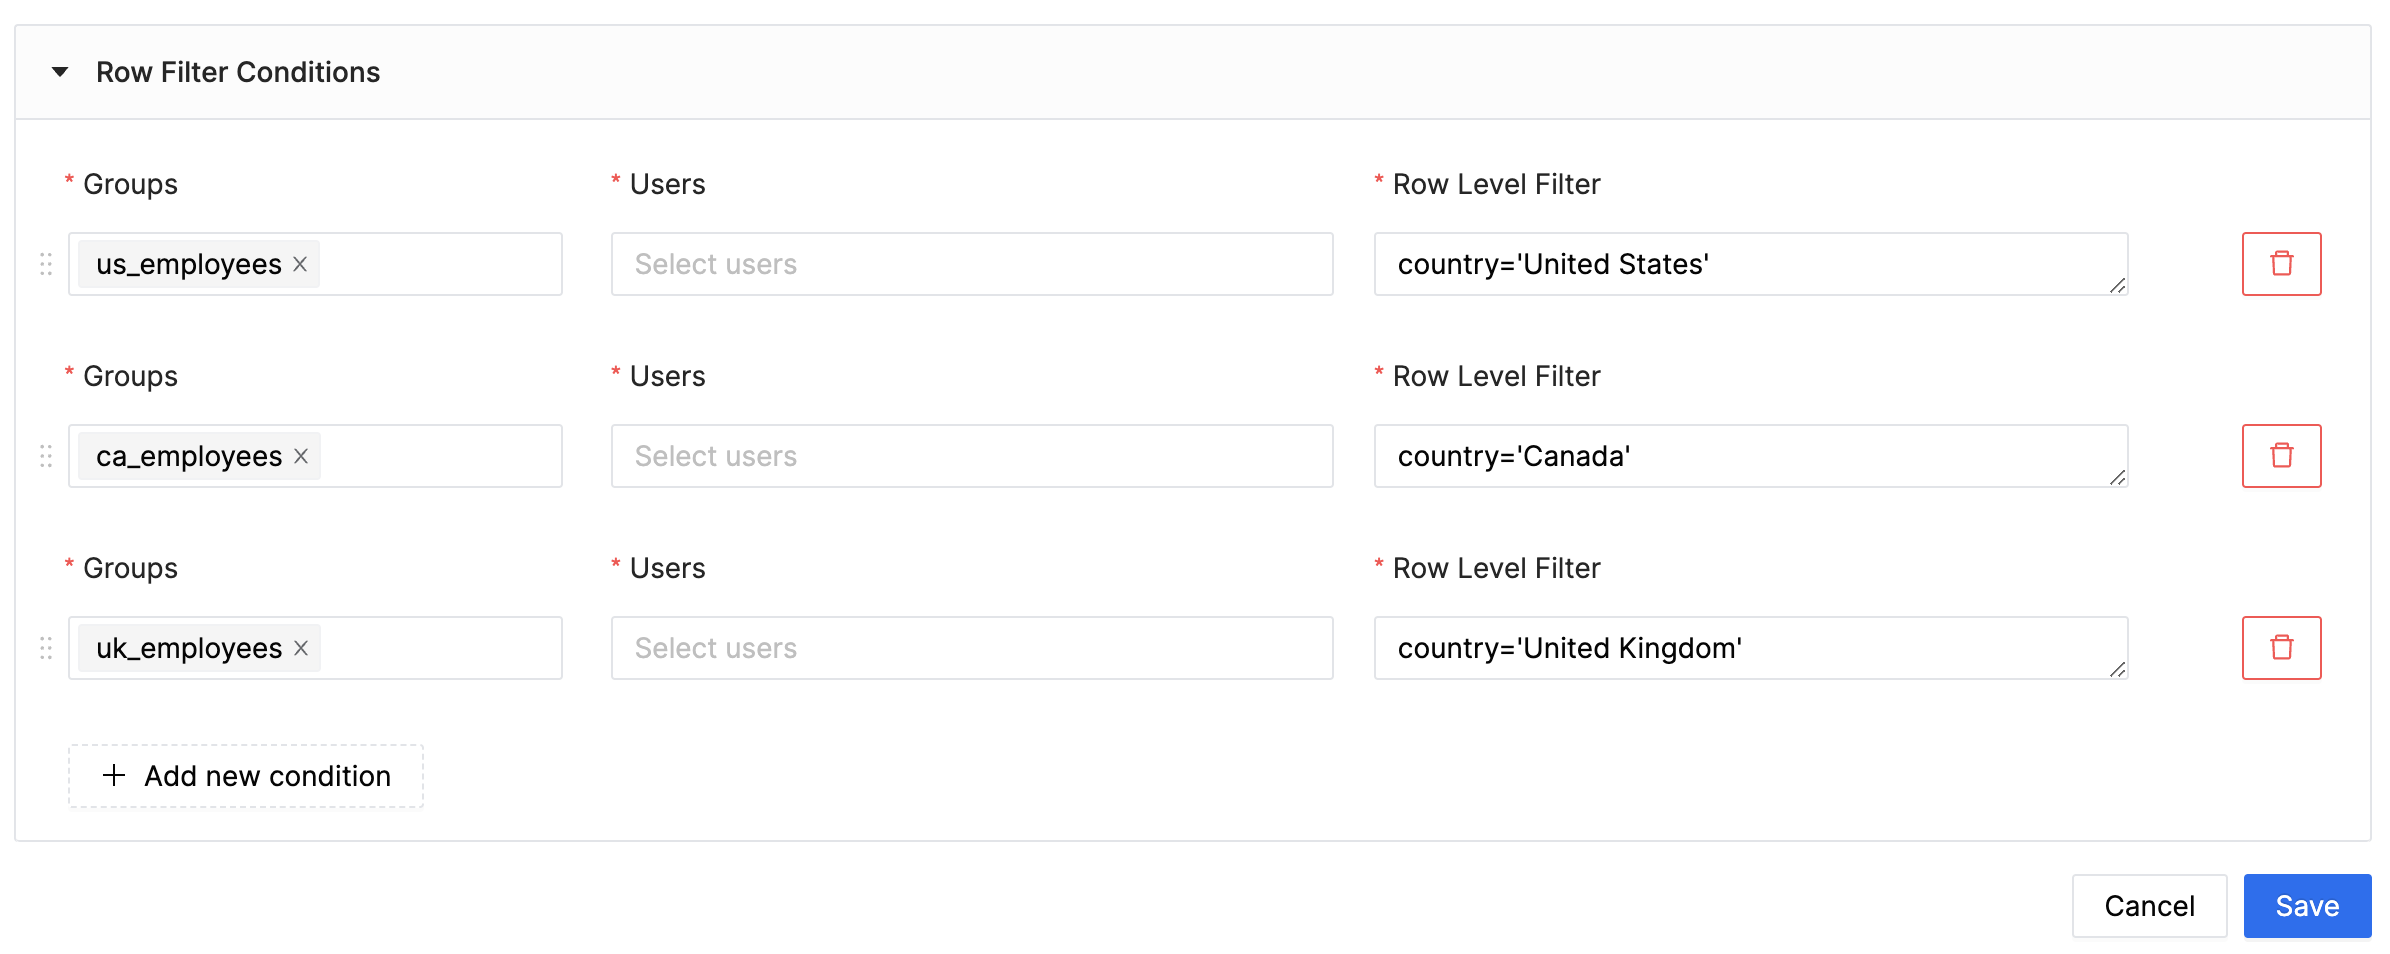 Row Filter Conditions
* Groups * Users * Row Level Filter
us_employees Select users country='United States'
* Groups * Users * Row Level Filter
ca_employees Select users country='Canada'
* Groups * Users * Row Level Filter
uk_employees Select users country='United Kingdom'
+ Add new condition
Cancel Save